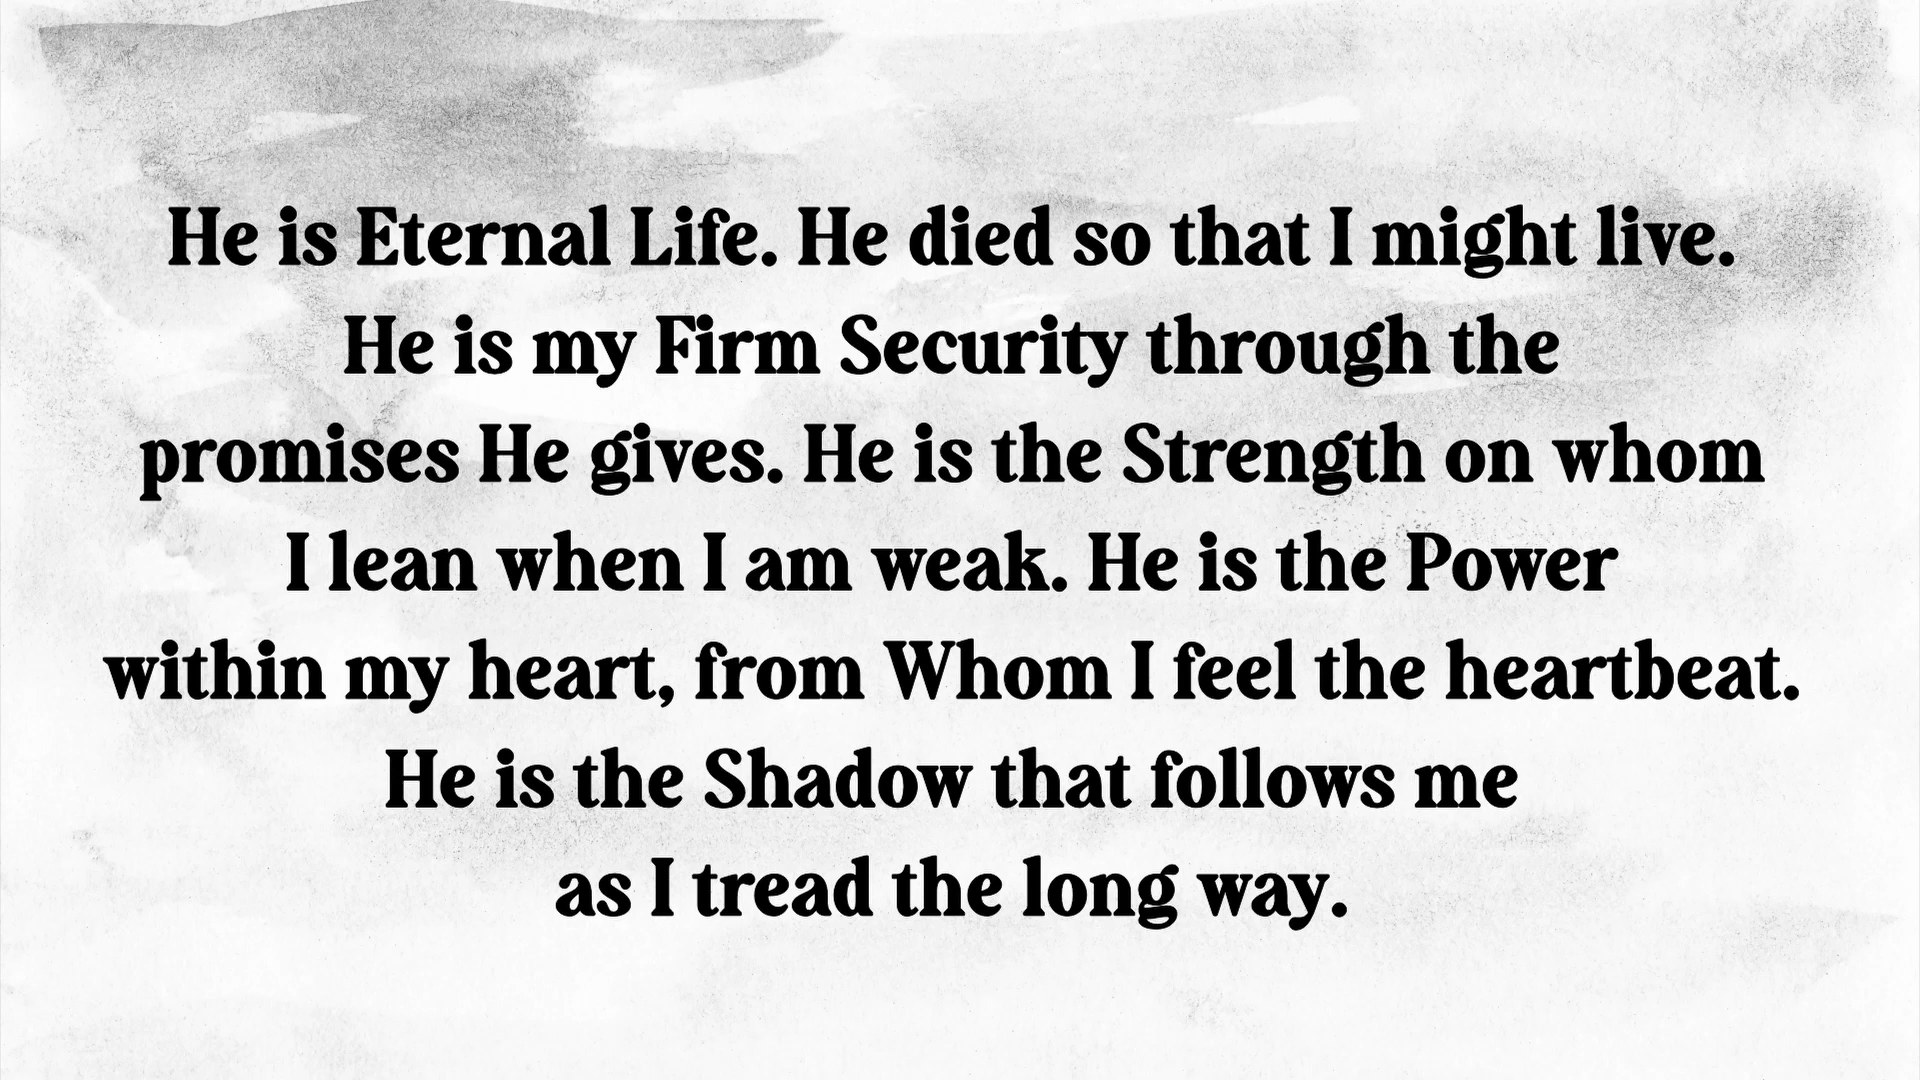 He is Eternal Life. He died so that I might live.
He is my Firm Security through the
promises He gives. He is the Strength on whom
I lean when I am weak. He is the Power
within my heart, from Whom I feel the heartbeat.
He is the Shadow that follows me
as I tread the long way.